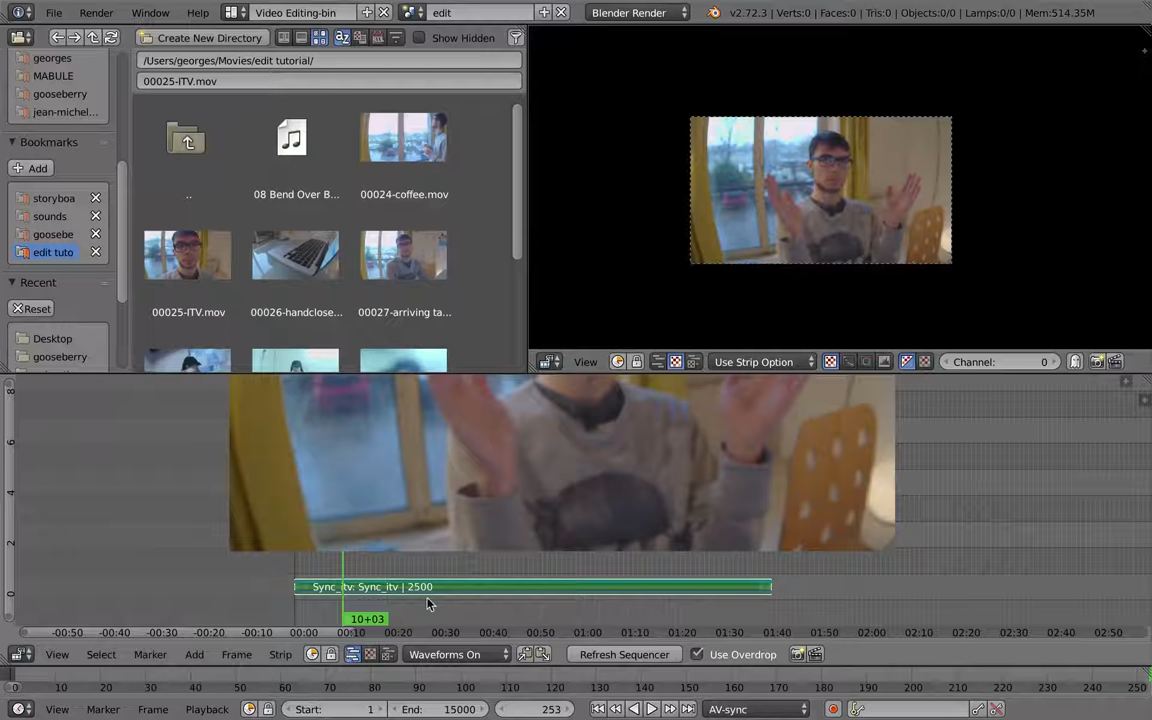 File Render Window Help Video Editing-bin edit Blender Render v2.72.3 | Verts:0 | Faces:0 | Tris:0 | Objects:0/0 | Lamps:0/0 | Mem:514.35M
Create New Directory Show Hidden
georges
MABULE
gooseberry
jean-michel...
Bookmarks
Add
storyboa
sounds
goosebe
edit tuto
Recent
Reset
Desktop
gooseberry
/Users/georges/Movies/edit tutorial/
00025-ITV.mov
..
08 Bend Over B...
00024-coffee.mov
00025-ITV.mov
00026-handclose...
00027-arriving ta...
View Use Strip Option Channel: 0
8
6
4
2
0
Sync_itv: Sync_itv | 2500
10+03
-00:50 -00:40 -00:30 -00:20 -00:10 00:00 00:10 00:20 00:30 00:40 00:50 01:00 01:10 01:20 01:30 01:40 01:50 02:00 02:10 02:20 02:30 02:40 02:50
View Select Marker Add Frame Strip Waveforms On Refresh Sequencer Use Overdrop
0 10 20 30 40 50 60 70 80 90 100 110 120 130 140 150 160 170 180 190 200 210 220 230 240 250
View Marker Frame Playback Start: 1 End: 15000 253 AV-sync